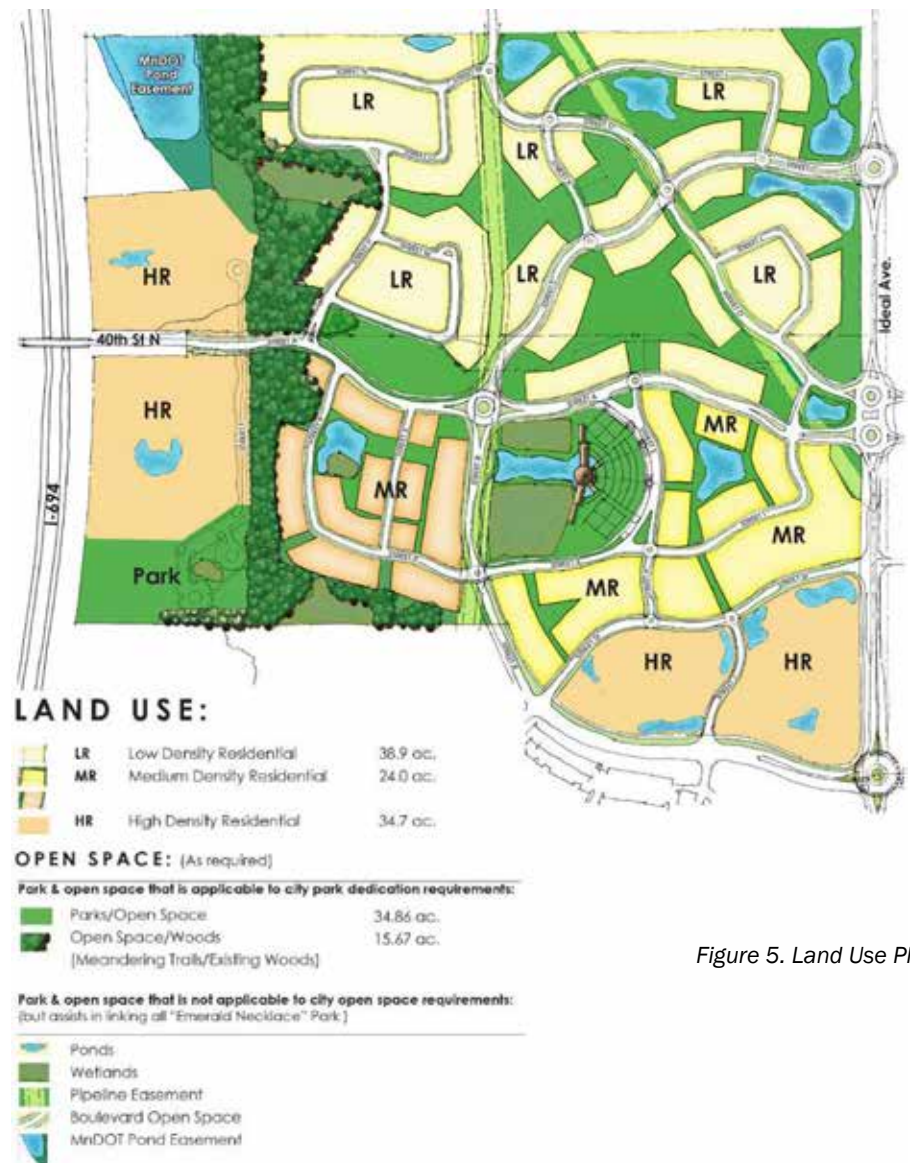 MnDOT
Pond
Easement
LR
LR
LR
LR
LR
LR
HR
40th St N
HR
MR
MR
MR
MR
HR
HR
Park
I-694
Ideal Ave.
LAND USE:
LR Low Density Residential 38.9 ac.
MR Medium Density Residential 24.0 ac.
HR High Density Residential 34.7 ac.
OPEN SPACE: (As required)
Park & open space that is applicable to city park dedication requirements:
Parks/Open Space 34.86 ac.
Open Space/Woods 15.67 ac.
(Meandering Trails/Existing Woods)
Figure 5. Land Use Pl
Park & open space that is not applicable to city open space requirements:
(but assists in linking all "Emerald Necklace" Park)
Ponds
Wetlands
Pipeline Easement
Boulevard Open Space
MnDOT Pond Easement